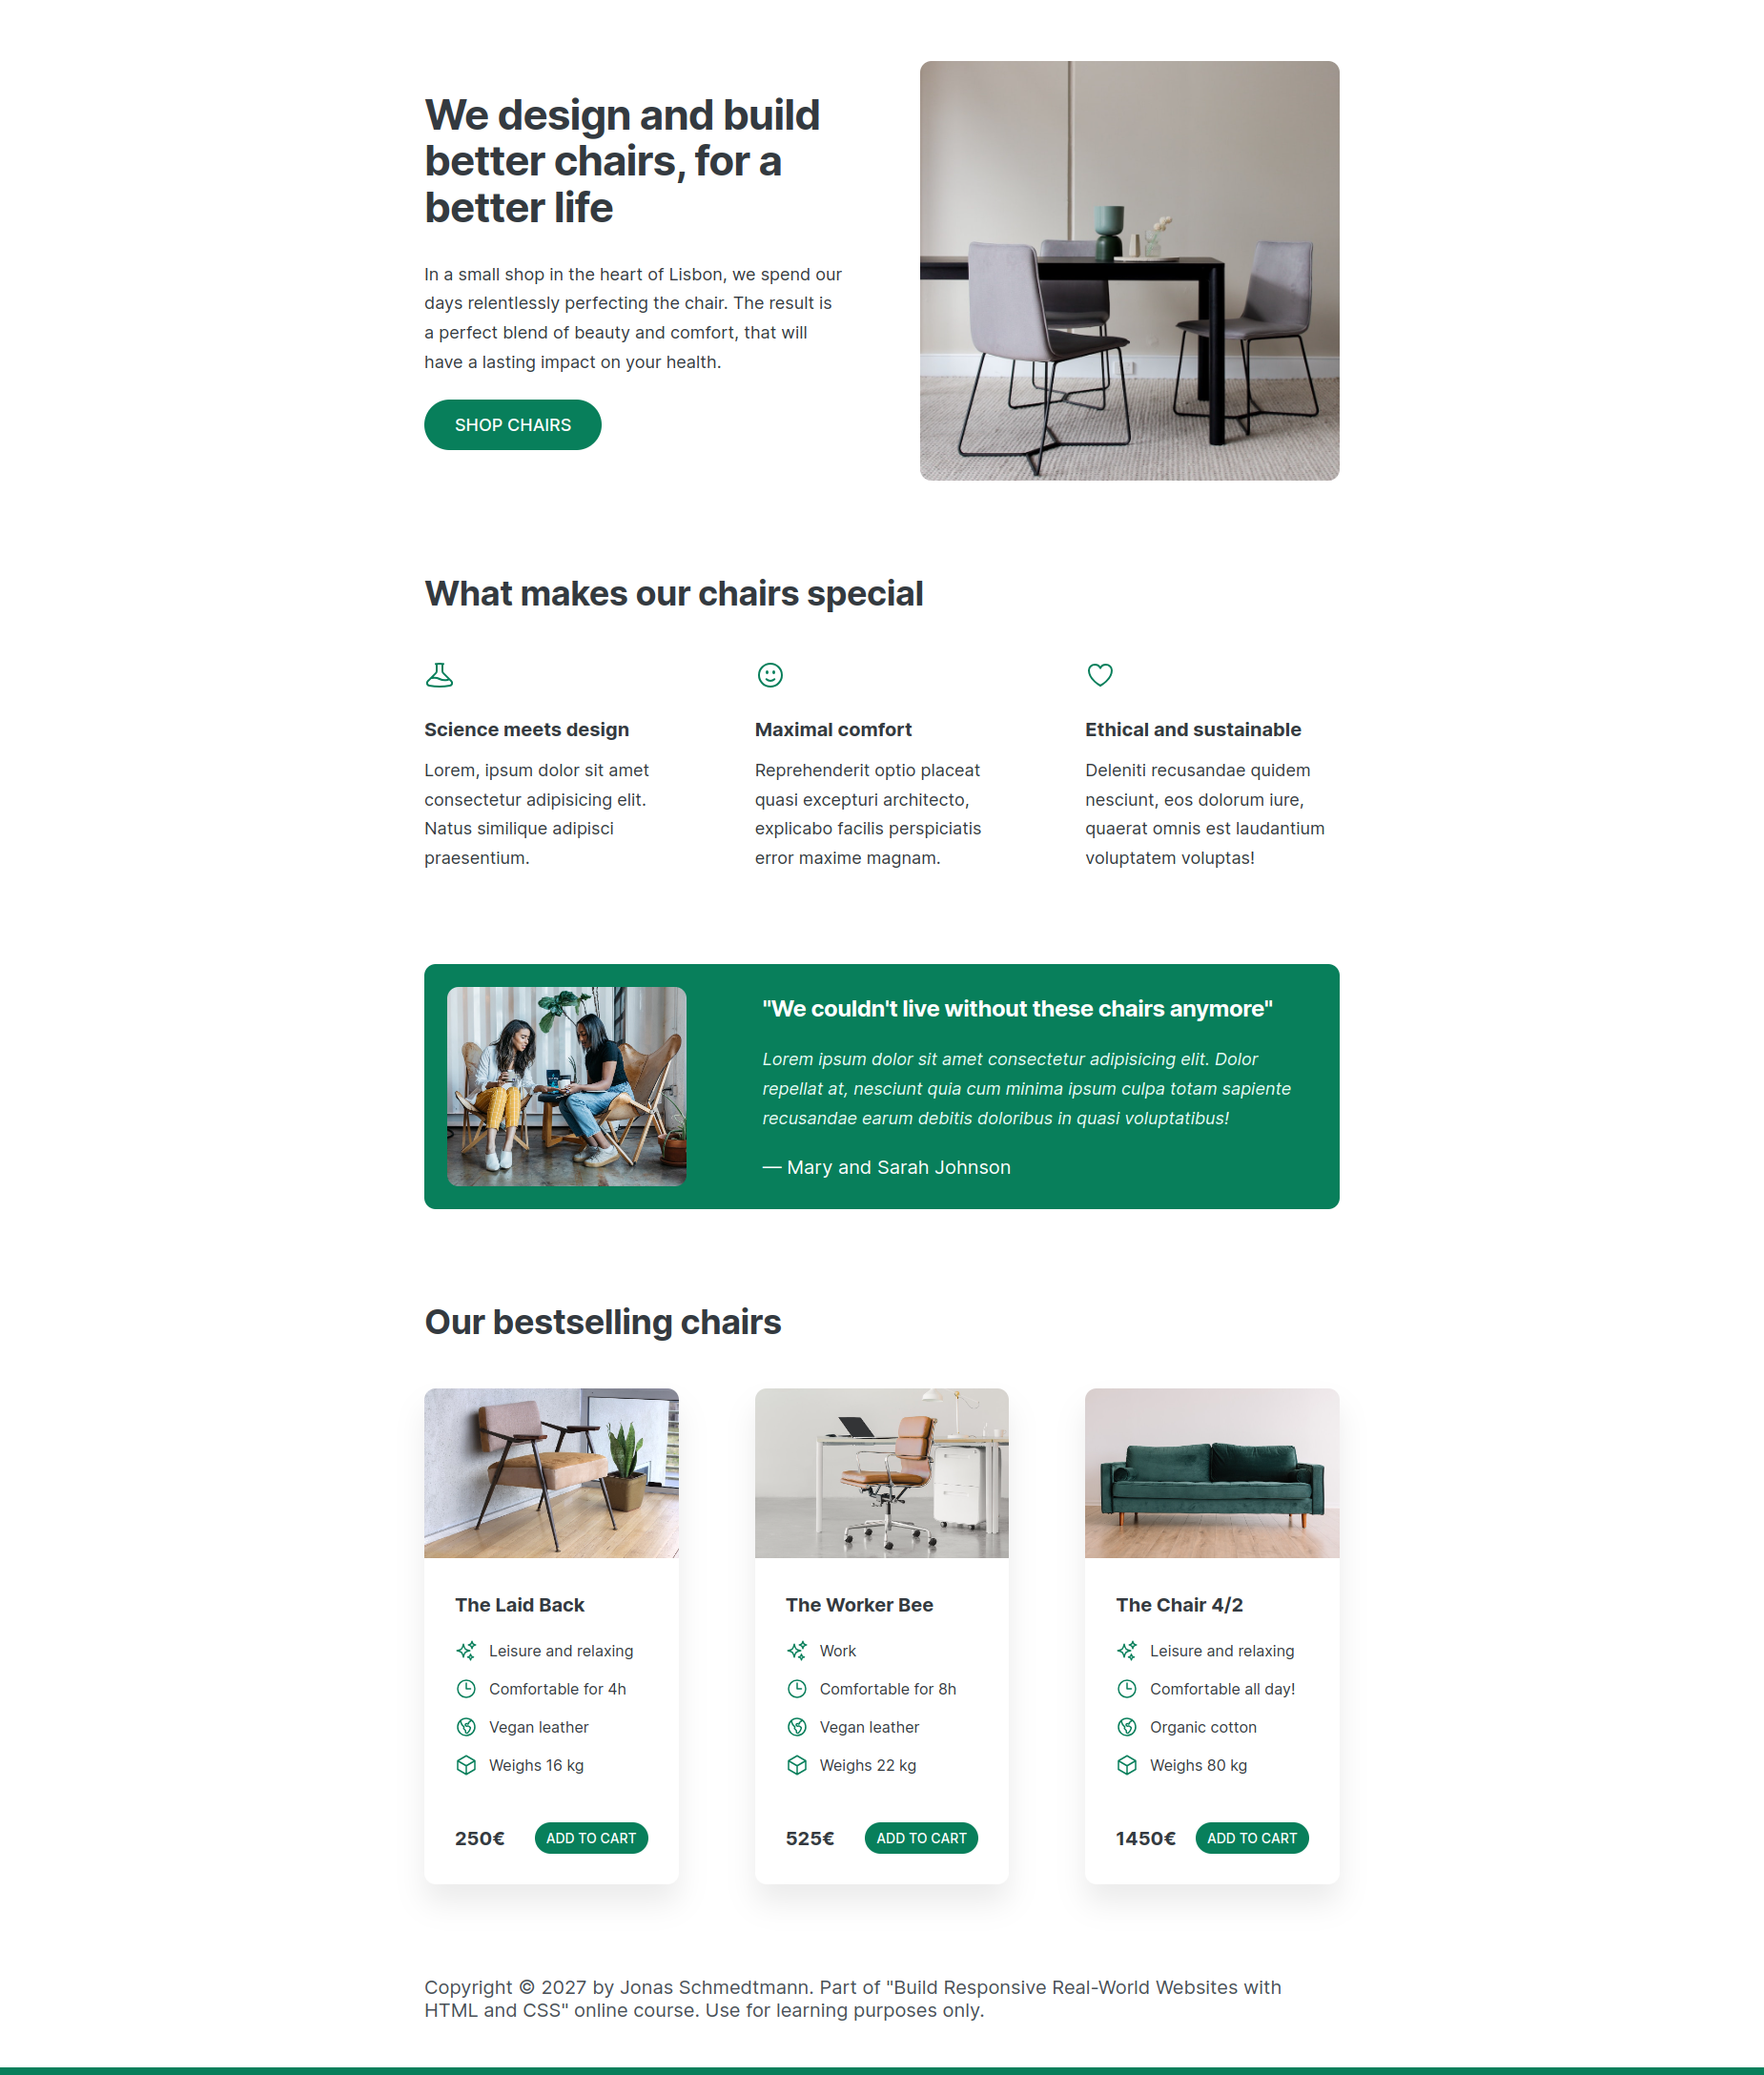 We design and build
better chairs, for a
better life
In a small shop in the heart of Lisbon, we spend our
days relentlessly perfecting the chair. The result is
a perfect blend of beauty and comfort, that will
have a lasting impact on your health.
SHOP CHAIRS
What makes our chairs special
Science meets design
Lorem, ipsum dolor sit amet
consectetur adipisicing elit.
Natus similique adipisci
praesentium.
Maximal comfort
Reprehenderit optio placeat
quasi excepturi architecto,
explicabo facilis perspiciatis
error maxime magnam.
Ethical and sustainable
Deleniti recusandae quidem
nesciunt, eos dolorum iure,
quaerat omnis est laudantium
voluptatem voluptas!
"We couldn't live without these chairs anymore"
Lorem ipsum dolor sit amet consectetur adipisicing elit. Dolor
repellat at, nesciunt quia cum minima ipsum culpa totam sapiente
recusandae earum debitis doloribus in quasi voluptatibus!
— Mary and Sarah Johnson
Our bestselling chairs
The Laid Back
Leisure and relaxing
Comfortable for 4h
Vegan leather
Weighs 16 kg
250€
ADD TO CART
The Worker Bee
Work
Comfortable for 8h
Vegan leather
Weighs 22 kg
525€
ADD TO CART
The Chair 4/2
Leisure and relaxing
Comfortable all day!
Organic cotton
Weighs 80 kg
1450€
ADD TO CART
Copyright © 2027 by Jonas Schmedtmann. Part of "Build Responsive Real-World Websites with
HTML and CSS" online course. Use for learning purposes only.